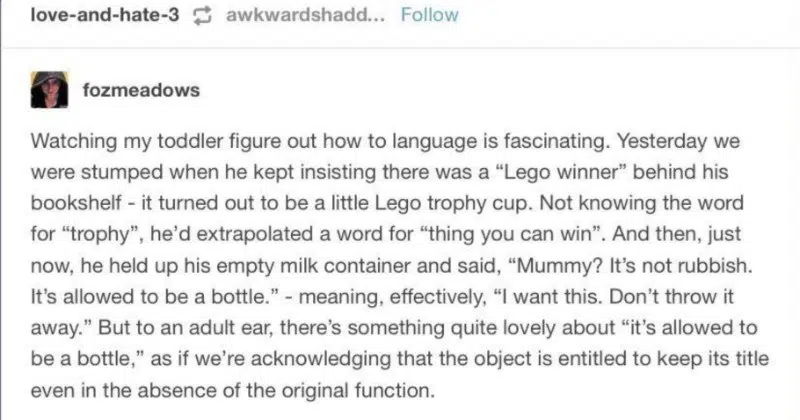 love-and-hate-3 awkwardshadd... Follow
fozmeadows
Watching my toddler figure out how to language is fascinating. Yesterday we
were stumped when he kept insisting there was a “Lego winner” behind his
bookshelf - it turned out to be a little Lego trophy cup. Not knowing the word
for “trophy”, he’d extrapolated a word for “thing you can win”. And then, just
now, he held up his empty milk container and said, “Mummy? It’s not rubbish.
It’s allowed to be a bottle.” - meaning, effectively, “I want this. Don’t throw it
away.” But to an adult ear, there’s something quite lovely about “it’s allowed to
be a bottle,” as if we’re acknowledging that the object is entitled to keep its title
even in the absence of the original function.